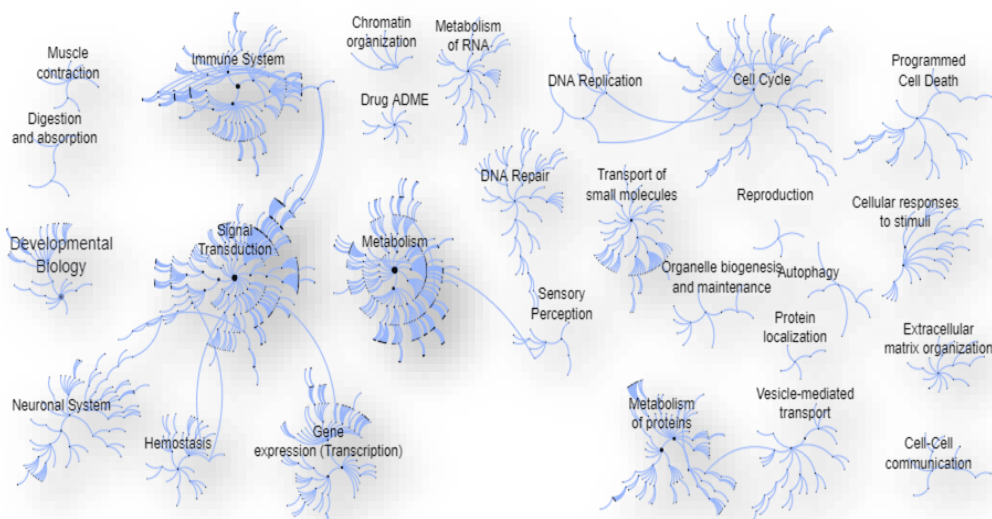 Muscle
contraction
Immune System
Chromatin
organization
Metabolism
of RNA
DNA Replication
Cell Cycle
Programmed
Cell Death
Digestion
and absorption
Drug ADME
DNA Repair
Transport of
small molecules
Reproduction
Cellular responses
to stimuli
Developmental
Biology
Signal
Transduction
Metabolism
Organelle biogenesis
and maintenance
Autophagy
Sensory
Perception
Protein
localization
Extracellular
matrix organization
Neuronal System
Hemostasis
Gene
expression (Transcription)
Metabolism
of proteins
Vesicle-mediated
transport
Cell-Cell
communication